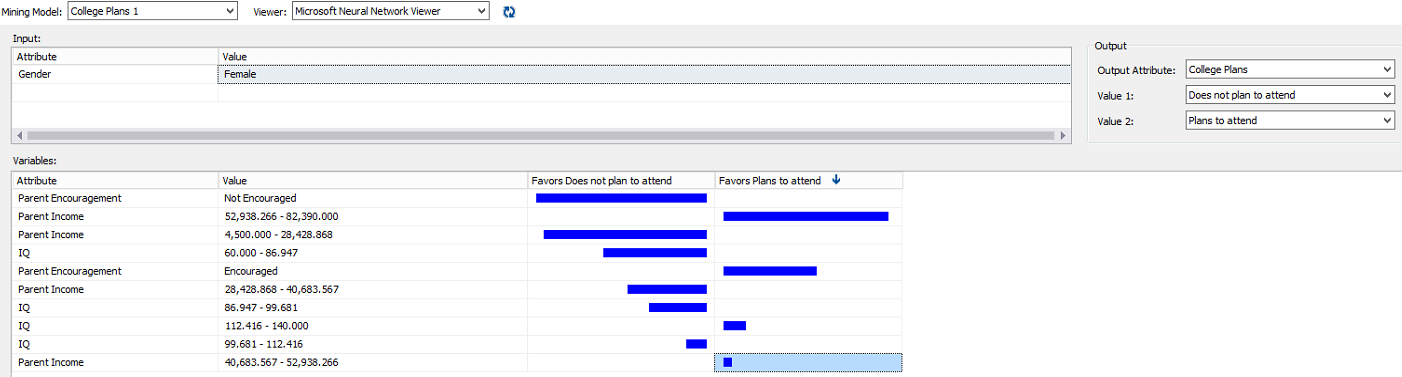 Mining Model: College Plans 1 Viewer: Microsoft Neural Network Viewer
Input:
Attribute Value
Gender Female
Output
Output Attribute: College Plans
Value 1: Does not plan to attend
Value 2: Plans to attend
Variables:
Attribute Value Favors Does not plan to attend Favors Plans to attend
Parent Encouragement Not Encouraged
Parent Income 52,938.266 - 82,390.000
Parent Income 4,500.000 - 28,428.868
IQ 60.000 - 86.947
Parent Encouragement Encouraged
Parent Income 28,428.868 - 40,683.567
IQ 86.947 - 99.681
IQ 112.416 - 140.000
IQ 99.681 - 112.416
Parent Income 40,683.567 - 52,938.266